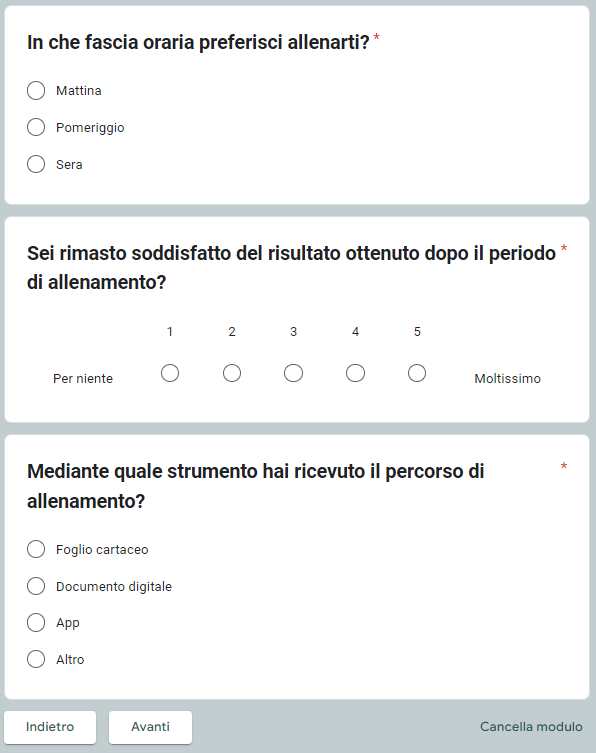 In che fascia oraria preferisci allenarti? *
Mattina
Pomeriggio
Sera
Sei rimasto soddisfatto del risultato ottenuto dopo il periodo *
di allenamento?
1 2 3 4 5
Per niente Moltissimo
Mediante quale strumento hai ricevuto il percorso di *
allenamento?
Foglio cartaceo
Documento digitale
App
Altro
Indietro Avanti Cancella modulo